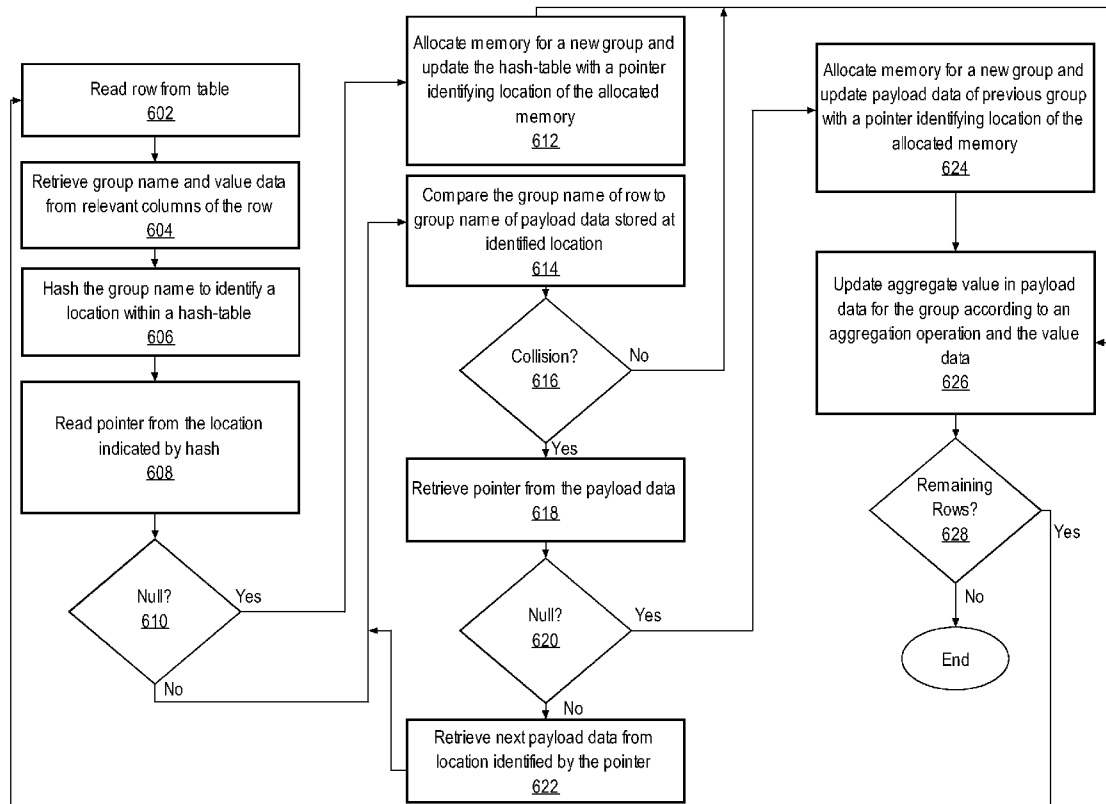 Read row from table
602
Retrieve group name and value data
from relevant columns of the row
604
Hash the group name to identify a
location within a hash-table
606
Read pointer from the location
indicated by hash
608
Null?
610
Yes
No
Allocate memory for a new group and
update the hash-table with a pointer
identifying location of the allocated
memory
612
Compare the group name of row to
group name of payload data stored at
identified location
614
Collision?
616
No
Yes
Retrieve pointer from the payload data
618
Null?
620
Yes
No
Retrieve next payload data from
location identified by the pointer
622
Allocate memory for a new group and
update payload data of previous group
with a pointer identifying location of the
allocated memory
624
Update aggregate value in payload
data for the group according to an
aggregation operation and the value
data
626
Remaining
Rows?
628
Yes
No
End